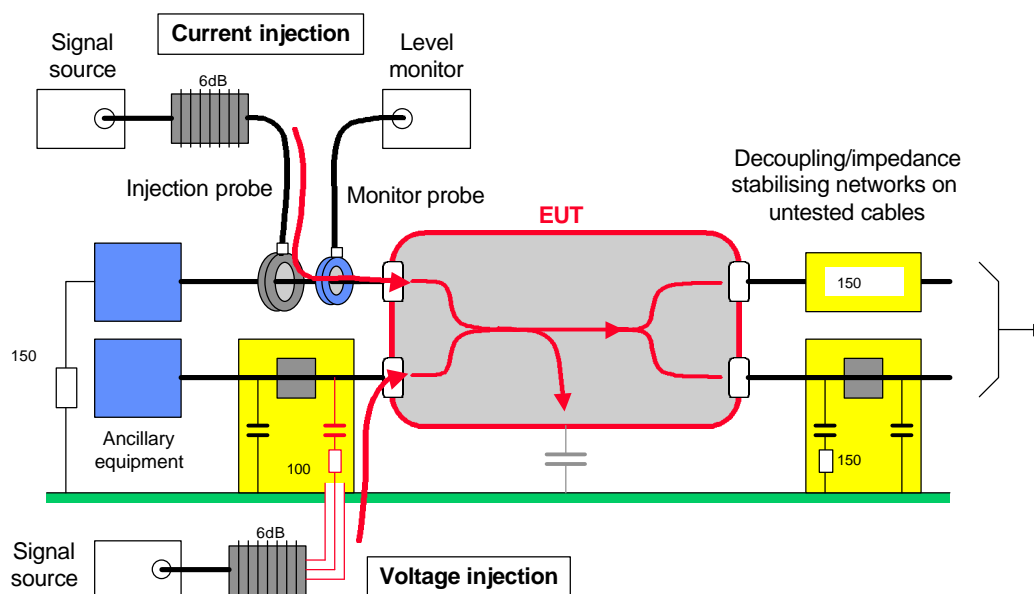 Current injection
Signal
source
6dB
Level
monitor
Injection probe
Monitor probe
Decoupling/impedance
stabilising networks on
untested cables
EUT
150
150
Ancillary
equipment
100
150
Signal
source
6dB
Voltage injection